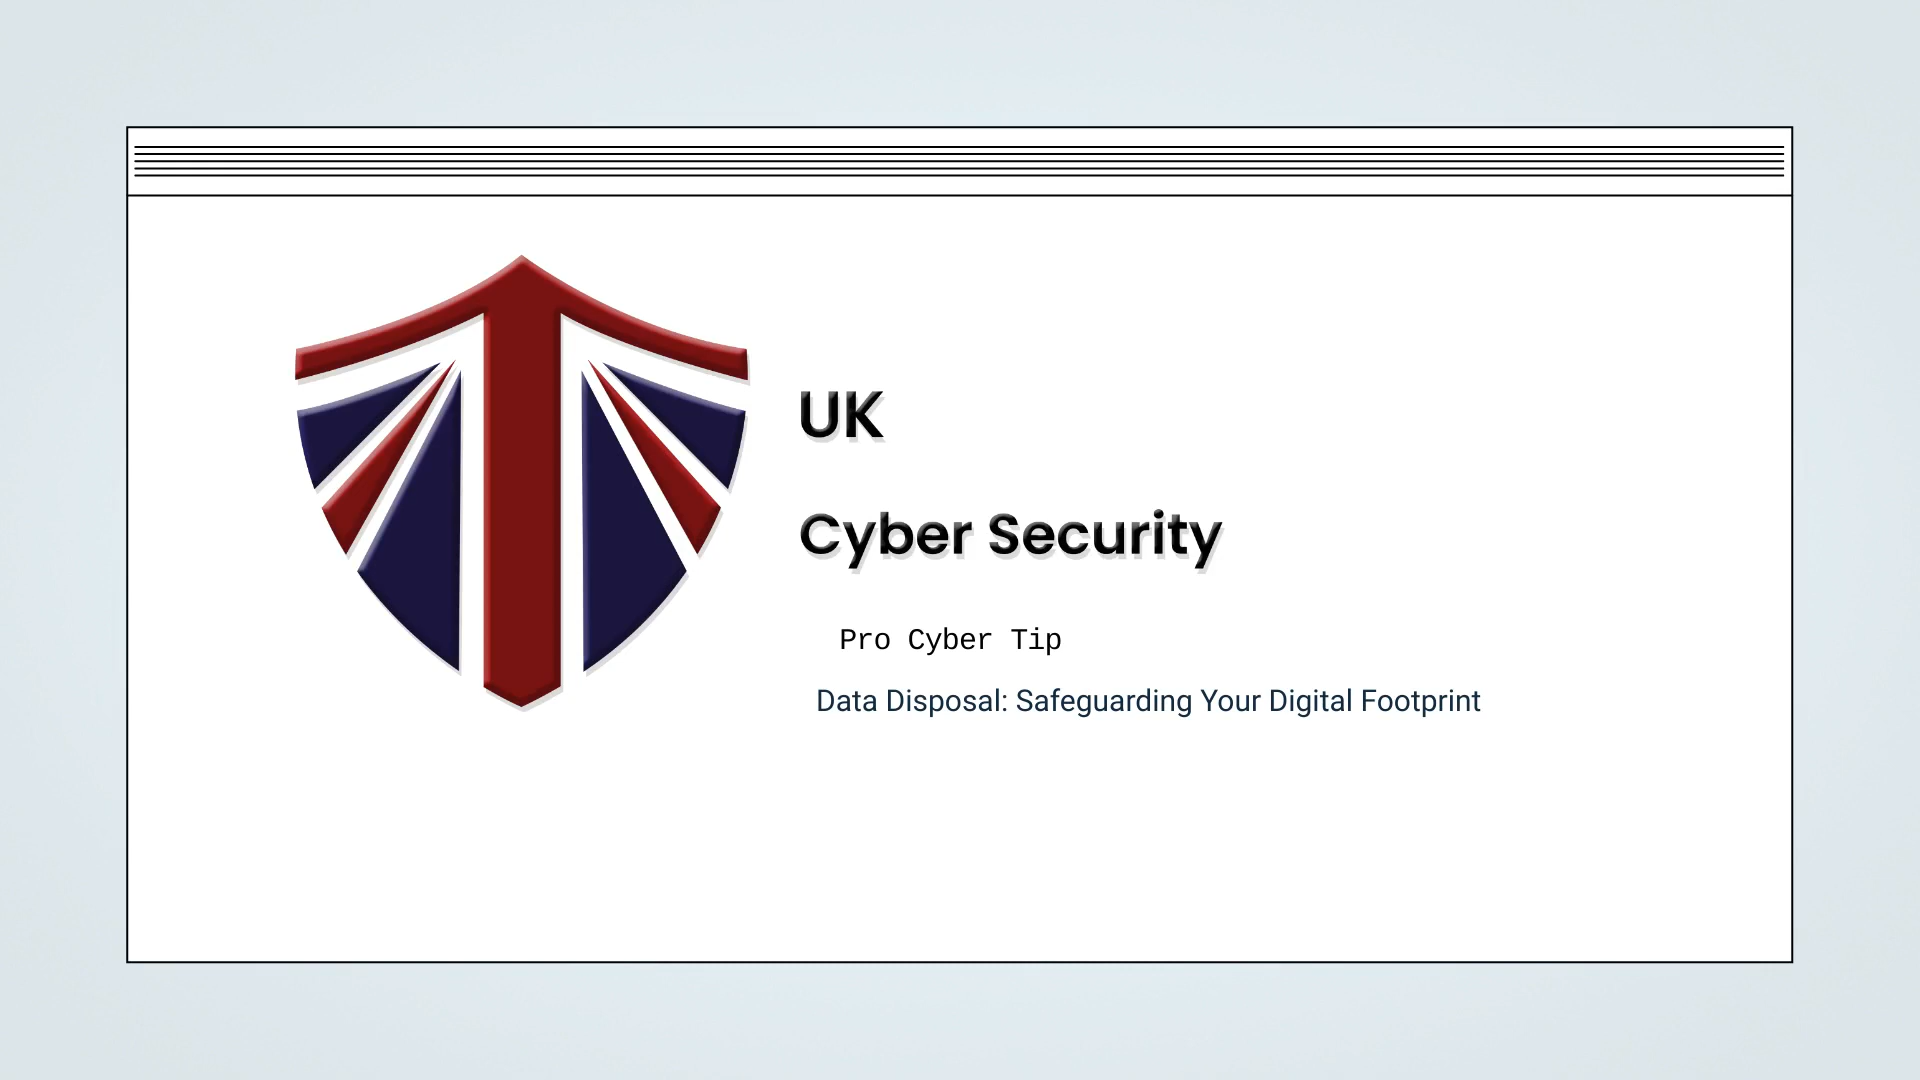 UK
Cyber Security
Pro Cyber Tip
Data Disposal: Safeguarding Your Digital Footprint